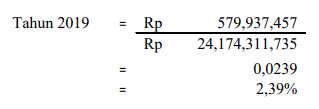 Tahun 2019 = Rp 579,937,457
Rp 24,174,311,735
= 0,0239
= 2,39%